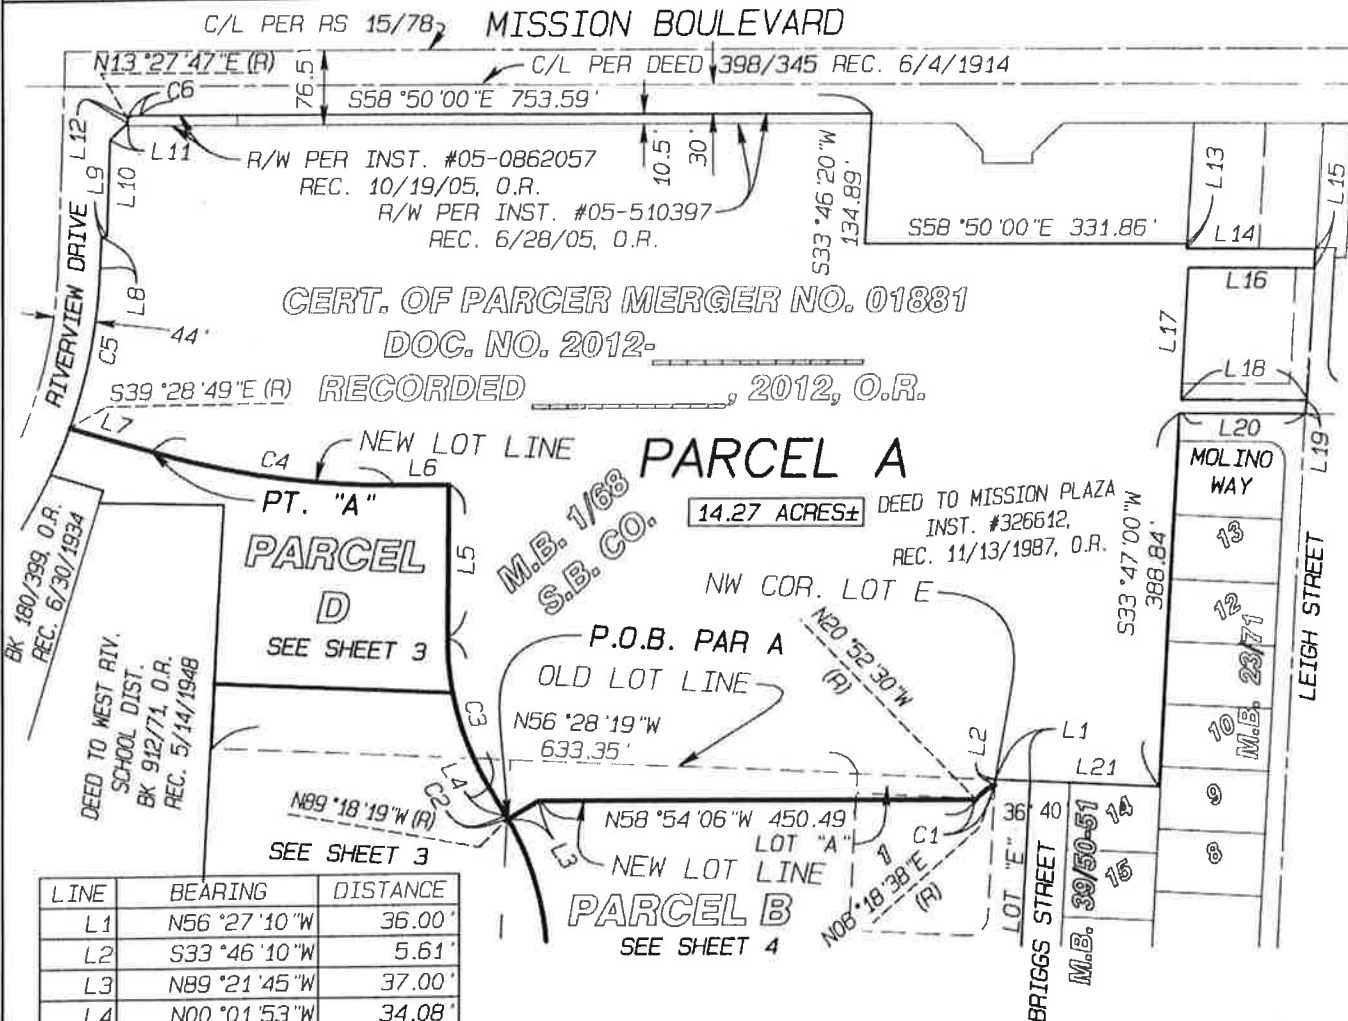 C/L PER RS 15/78
MISSION BOULEVARD
N13°27'47"E (R)
C/L PER DEED 398/345 REC. 6/4/1914
C6
76.5'
S58°50'00"E 753.59'
L12
L11
L9
L10
R/W PER INST. #05-0862057
REC. 10/19/05, O.R.
10.5'
30'
R/W PER INST. #05-510397
REC. 6/28/05, O.R.
S33°46'20"W
134.89'
S58°50'00"E 331.86'
L13
L14
L15
L16
L17
L18
L19
L20
RIVERVIEW DRIVE
L8
44'
C5
CERT. OF PARCER MERGER NO. 01881
DOC. NO. 2012-
RECORDED , 2012, O.R.
S39°28'49"E (R)
L7
C4
NEW LOT LINE
L6
PT. "A"
PARCEL A
14.27 ACRES±
M.B. 1/68
S.B. CO.
DEED TO MISSION PLAZA
INST. #326612,
REC. 11/13/1987, O.R.
S33°47'00"W
388.84'
MOLINO
WAY
13
12
10
9
8
M.B. 23/71
LEIGH STREET
BK 180/399, O.R.
REC. 6/30/1934
PARCEL
D
SEE SHEET 3
L5
NW COR. LOT E
P.O.B. PAR A
OLD LOT LINE
N20°52'30"W
(R)
DEED TO WEST RIV.
SCHOOL DIST.
BK 912/71, O.R.
REC. 5/14/1948
C3
N56°28'19"W
633.35'
L2
L1
L21
L4
C2
N89°18'19"W (R)
SEE SHEET 3
L3
N58°54'06"W 450.49
LOT "A"
C1
1
N08°18'38"E
(R)
NEW LOT LINE
PARCEL B
SEE SHEET 4
36'
40
LOT "E"
BRIGGS STREET
M.B. 39/50-51
14
15
LINE BEARING DISTANCE
L1 N56°27'10"W 36.00'
L2 S33°46'10"W 5.61'
L3 N89°21'45"W 37.00'
L4 N00°01'53"W 34.08'